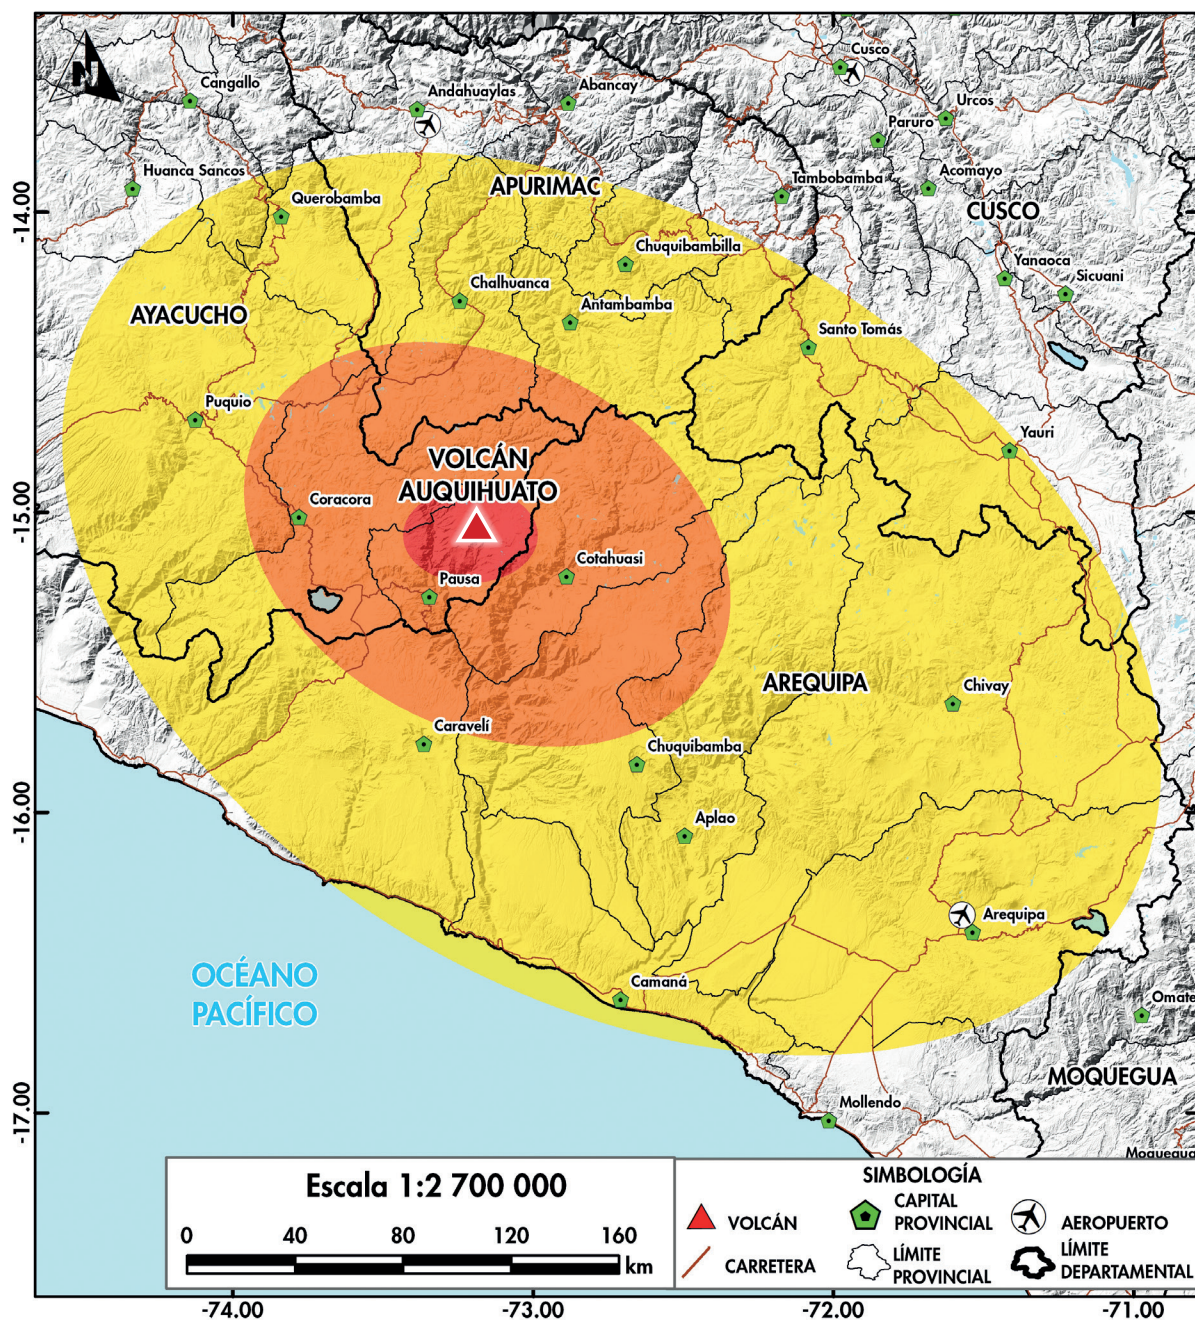 N
Cusco
Cangallo
Andahuaylas
Abancay
Urcos
Paruro
Huanca Sancos
Tambobamba
Acomayo
APURIMAC
Querobamba
CUSCO
-14.00
Chuquibambilla
Yanaoca
Sicuani
Chalhuanca
Antambamba
AYACUCHO
Santo Tomás
Puquio
Yauri
VOLCÁN
AUQUIHUATO
Coracora
-15.00
Cotahuasi
Pausa
AREQUIPA
Chivay
Caravelí
Chuquibamba
-16.00
Aplao
Arequipa
OCÉANO
PACÍFICO
Camaná
Omate
MOQUEGUA
-17.00
Mollendo
Moquegua
Escala 1:2 700 000
0 40 80 120 160
km
SIMBOLOGÍA
VOLCÁN
CAPITAL
PROVINCIAL
AEROPUERTO
CARRETERA
LÍMITE
PROVINCIAL
LÍMITE
DEPARTAMENTAL
-74.00 -73.00 -72.00 -71.00